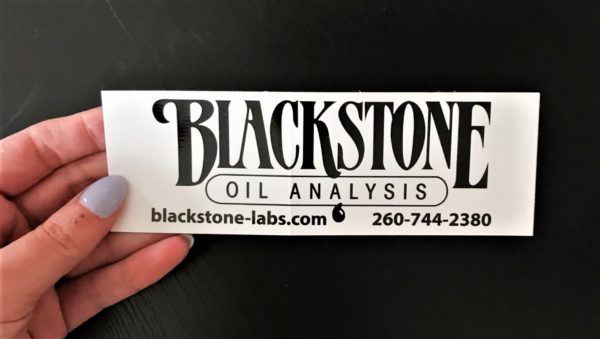 BLACKSTONE
OIL ANALYSIS
blackstone-labs.com 260-744-2380